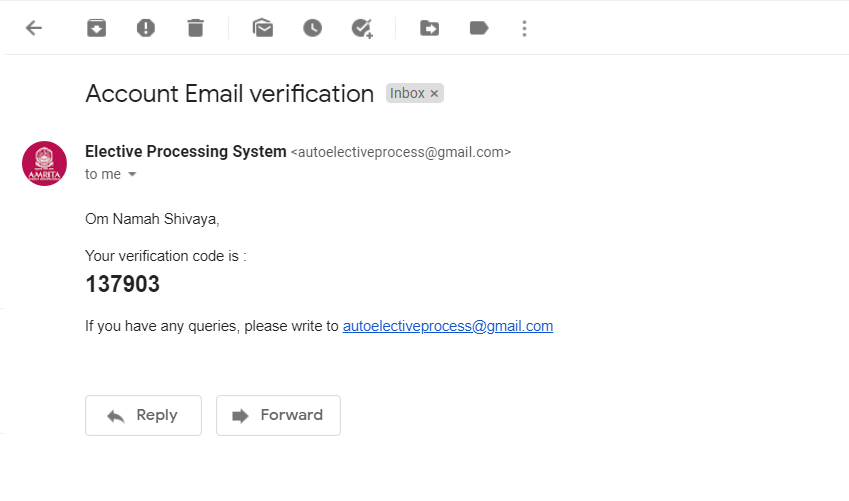 Account Email verification Inbox ×
Elective Processing System <autoelectiveprocess@gmail.com>
to me
AMRITA
Om Namah Shivaya,
Your verification code is :
137903
If you have any queries, please write to autoelectiveprocess@gmail.com
Reply Forward